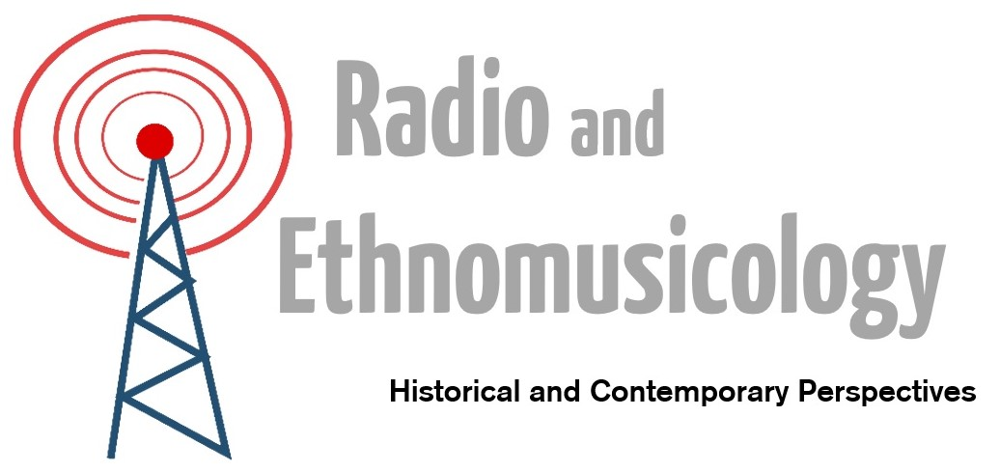 Radio and
Ethnomusicology
Historical and Contemporary Perspectives